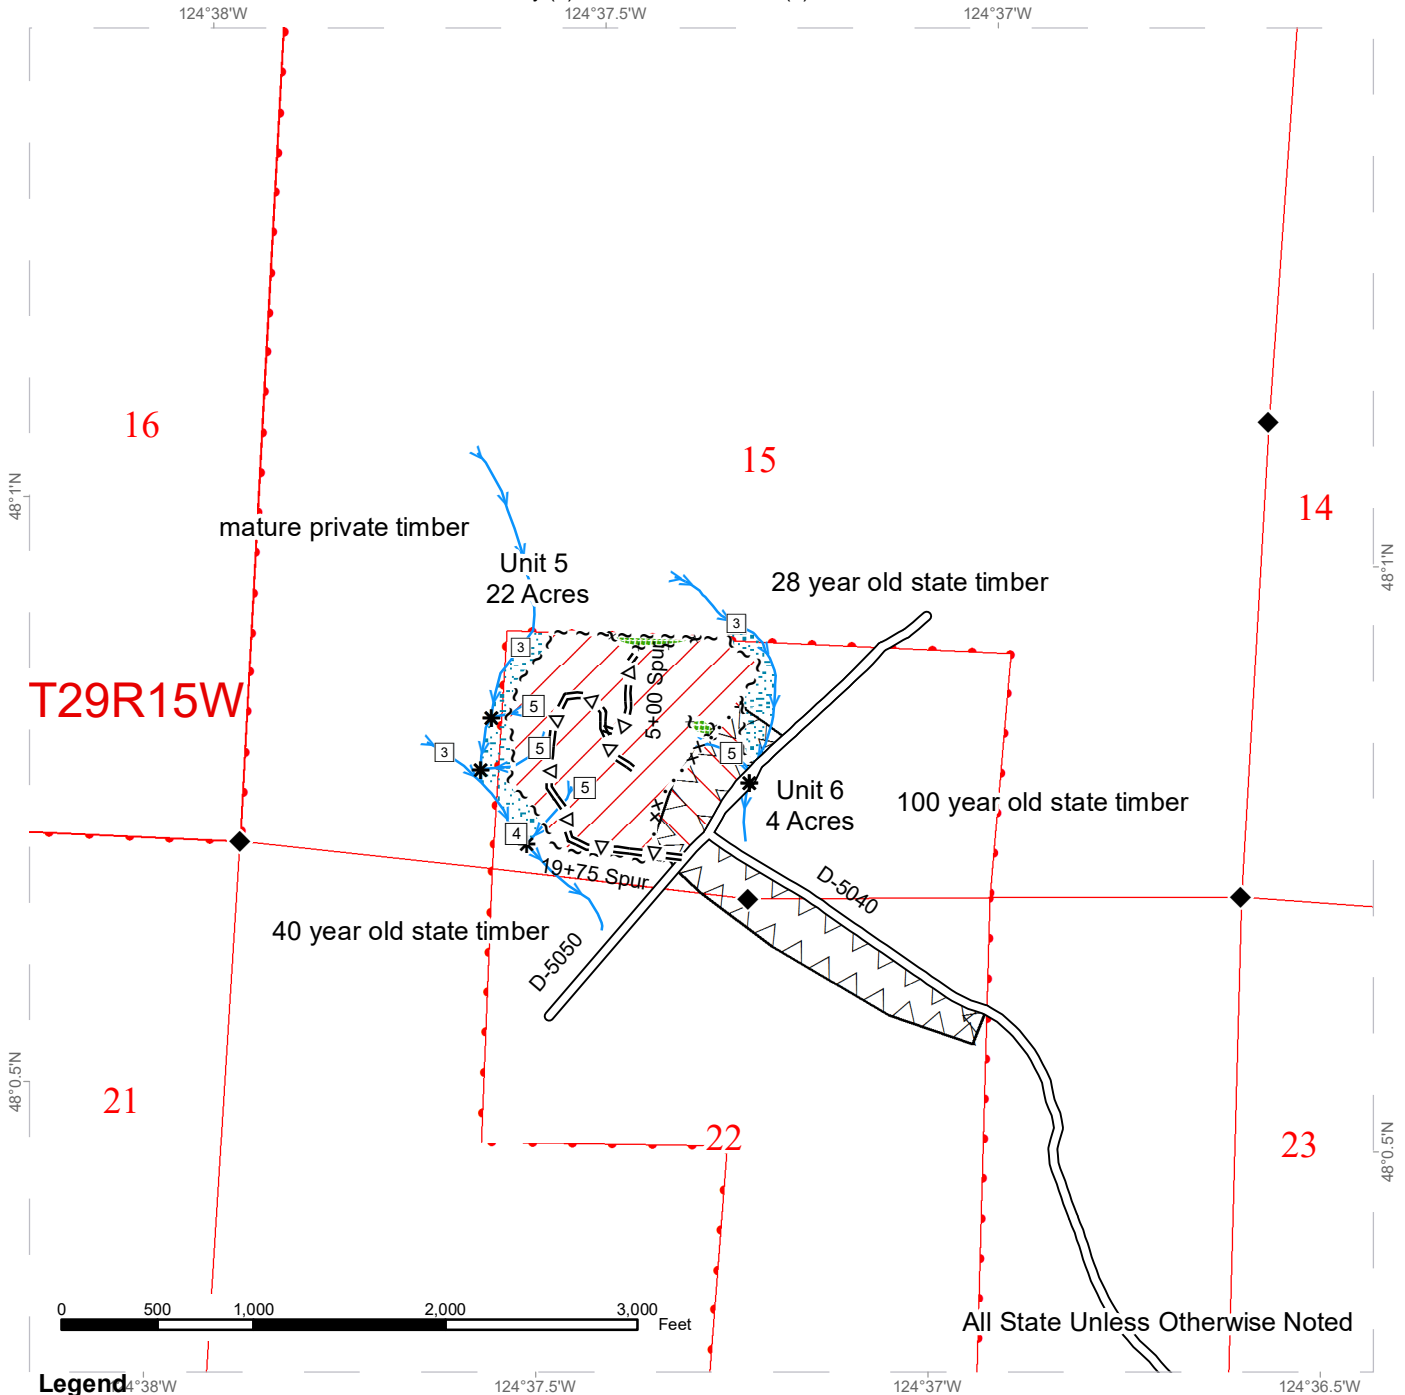 124°38'W
124°37.5'W
124°37'W
16
15
14
48°1'N
48°1'N
mature private timber
Unit 5
22 Acres
28 year old state timber
3
3
T29R15W
5+00 Spur
5
5
3
5
5
Unit 6
4 Acres
100 year old state timber
4
19+75 Spur
D-5040
40 year old state timber
D-5050
48°0.5'N
48°0.5'N
21
22
23
0
500
1,000
2,000
3,000
Feet
All State Unless Otherwise Noted
Legend
124°38'W
124°37.5'W
124°37'W
124°36.5'W